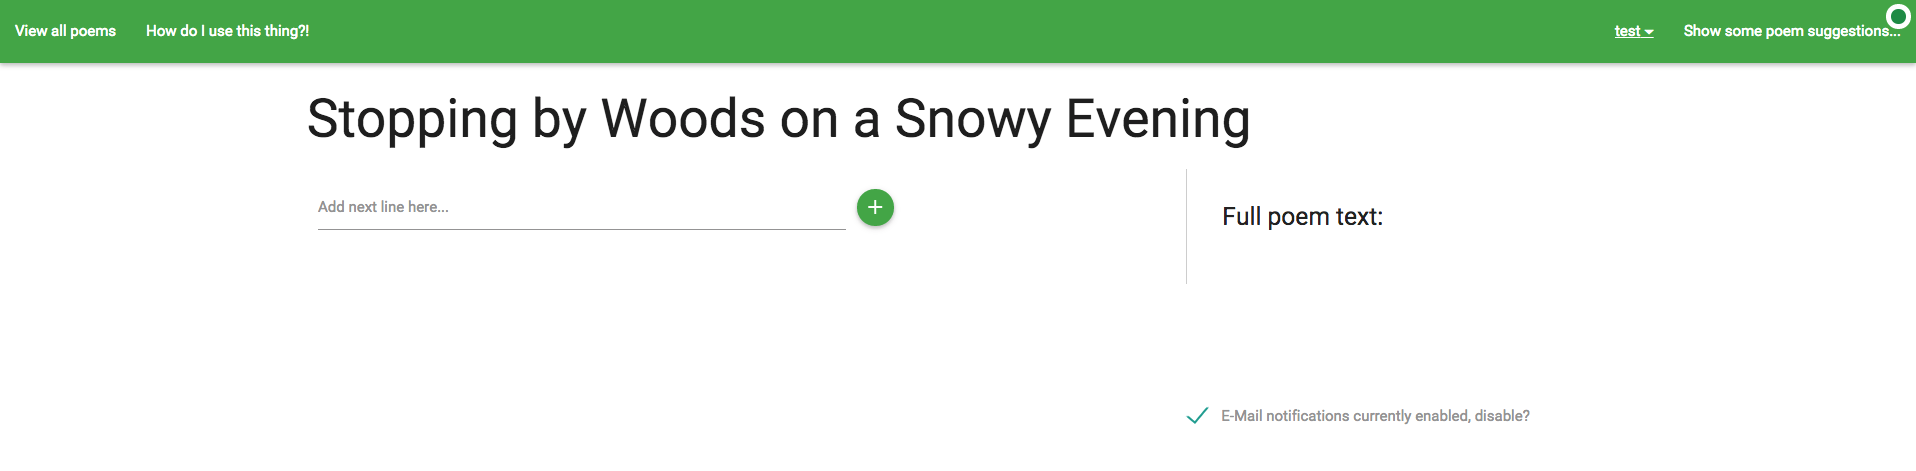 View all poems How do I use this thing?! test Show some poem suggestions...
Stopping by Woods on a Snowy Evening
Add next line here...
Full poem text:
E-Mail notifications currently enabled, disable?